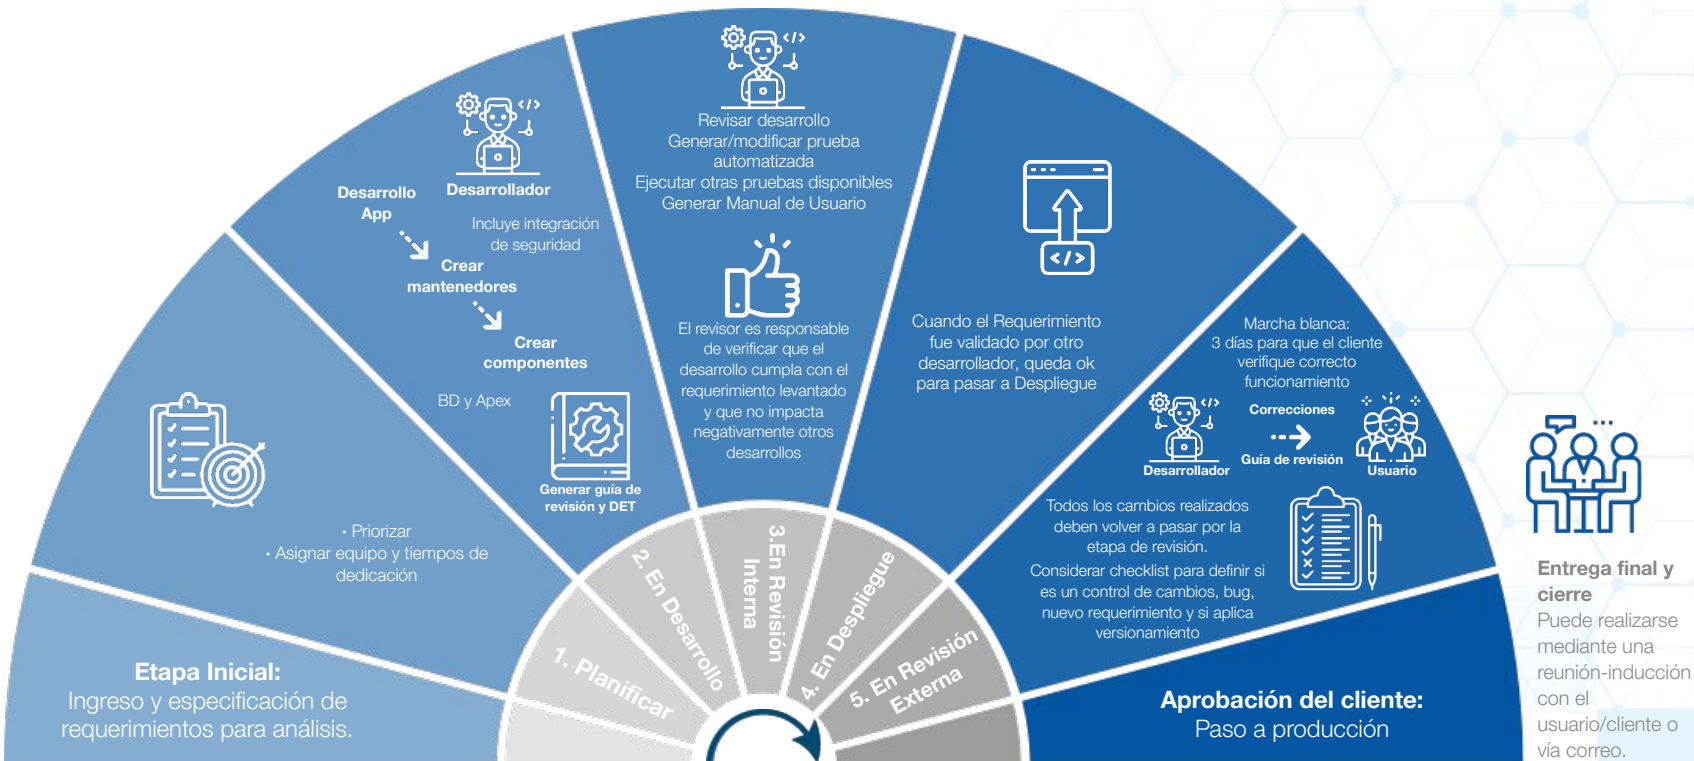 Etapa Inicial:
Ingreso y especificación de
requerimientos para análisis.
1. Planificar
• Priorizar
• Asignar equipo y tiempos de
dedicación
2. En Desarrollo
Desarrollo
App
Desarrollador
Incluye integración
de seguridad
Crear
mantenedores
Crear
componentes
BD y Apex
Generar guía de
revisión y DET
3.En Revisión
Interna
</>
Revisar desarrollo
Generar/modificar prueba
automatizada
Ejecutar otras pruebas disponibles
Generar Manual de Usuario
El revisor es responsable
de verificar que el
desarrollo cumpla con el
requerimiento levantado
y que no impacta
negativamente otros
desarrollos
4. En Despliegue
</>
Cuando el Requerimiento
fue validado por otro
desarrollador, queda ok
para pasar a Despliegue
5. En Revisión
Externa
Marcha blanca:
3 días para que el cliente
verifique correcto
funcionamiento
Correcciones
Desarrollador
Guía de revisión
Usuario
Todos los cambios realizados
deben volver a pasar por la
etapa de revisión.
Considerar checklist para definir si
es un control de cambios, bug,
nuevo requerimiento y si aplica
versionamiento
Aprobación del cliente:
Paso a producción
Entrega final y
cierre
Puede realizarse
mediante una
reunión-inducción
con el
usuario/cliente o
vía correo.